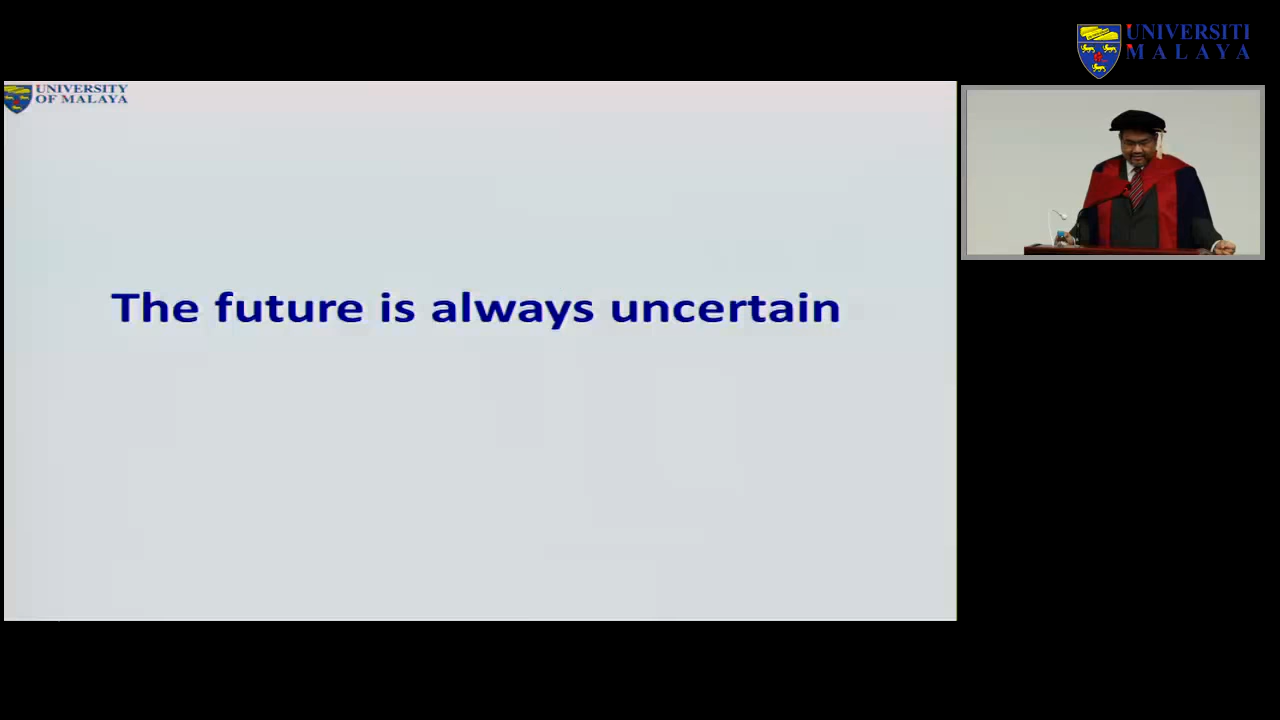 UNIVERSITI
MALAYA
UNIVERSITY
OF MALAYA
The future is always uncertain